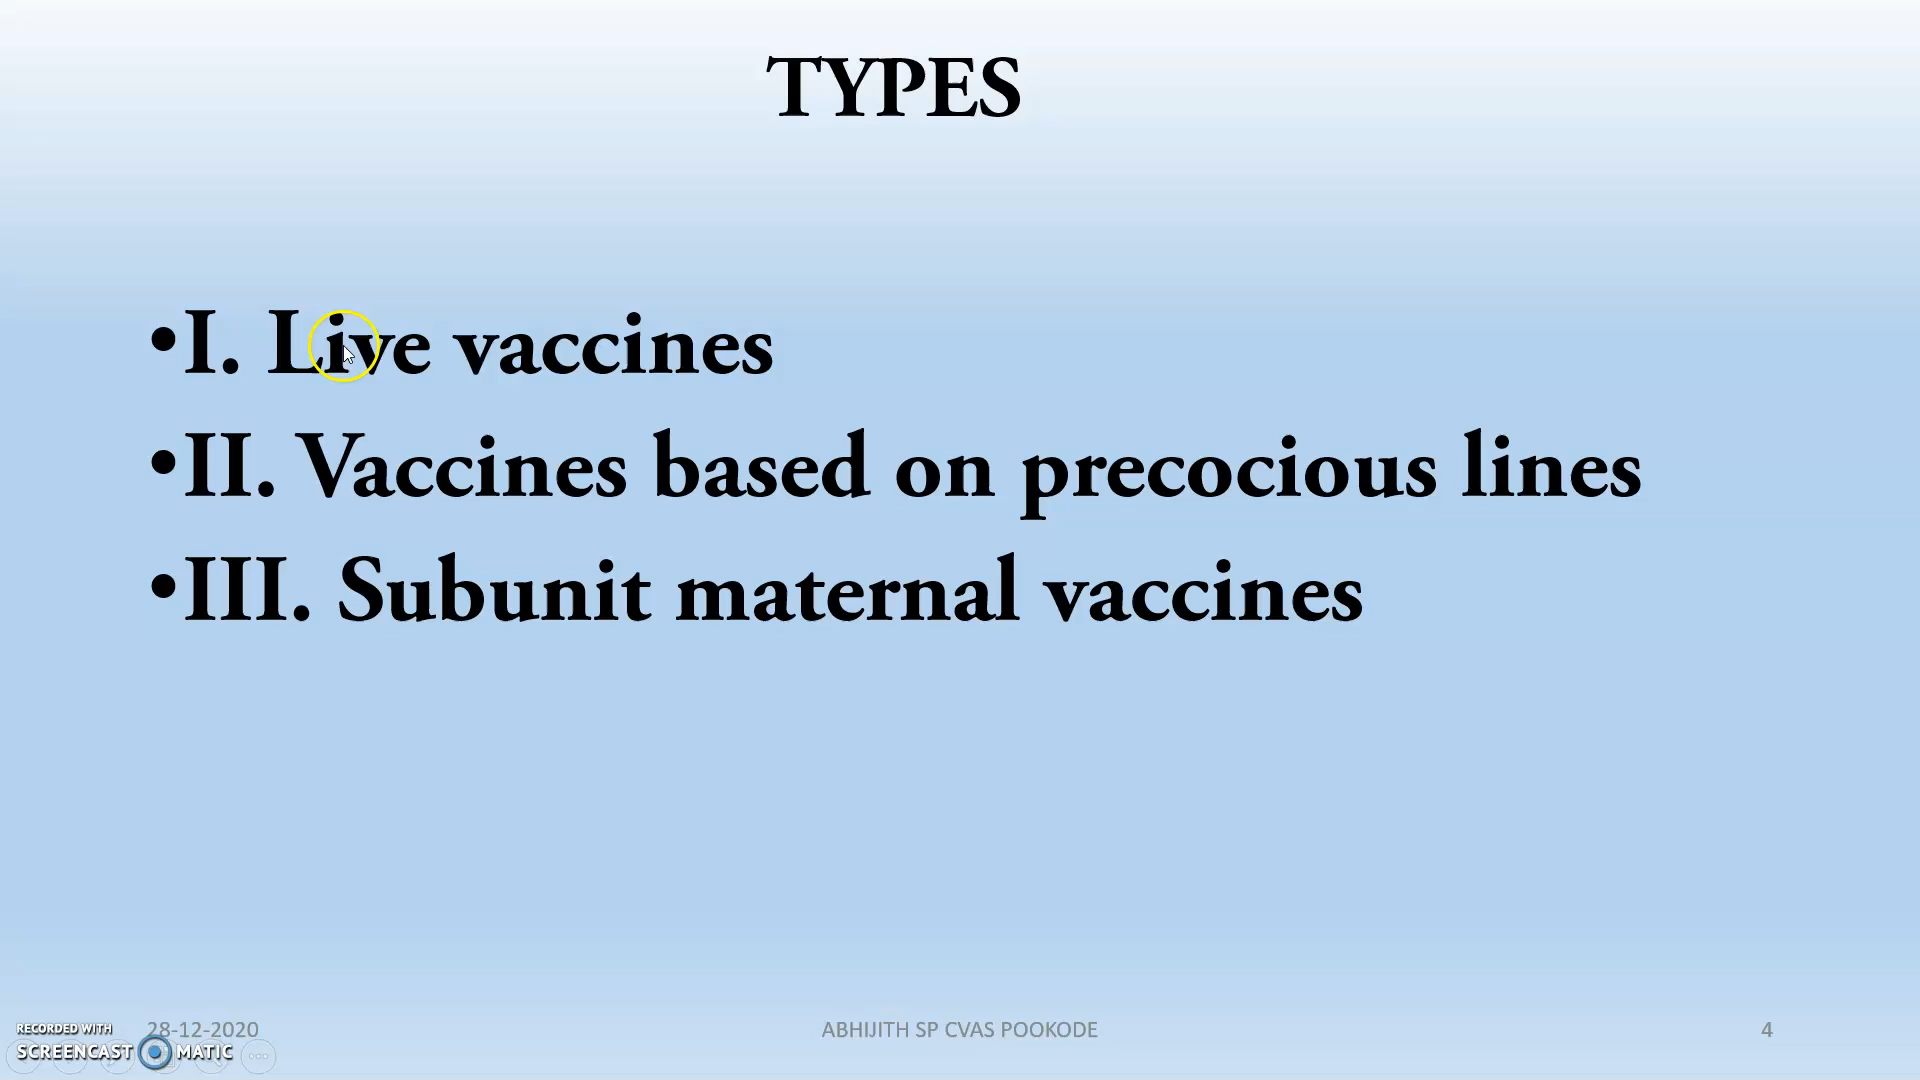 TYPES
•I. Live vaccines
•II. Vaccines based on precocious lines
•III. Subunit maternal vaccines
RECORDED WITH
28-12-2020
ABHIJITH SP CVAS POOKODE
4
SCREENCAST MATIC